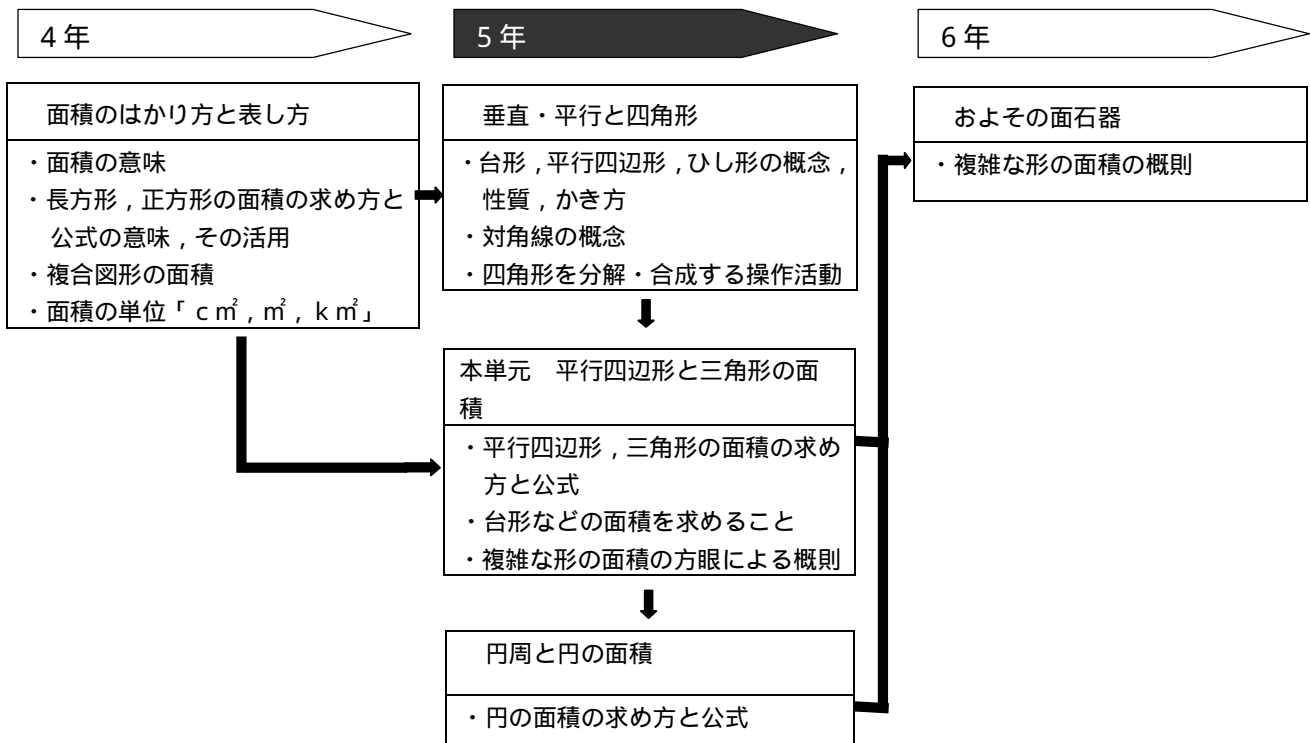 4年
5年
6年
面積のはかり方と表し方
・面積の意味
・長方形，正方形の面積の求め方と
公式の意味，その活用
・複合図形の面積
・面積の単位「ｃ㎡，㎡，ｋ㎡」
垂直・平行と四角形
・台形，平行四辺形，ひし形の概念，
性質，かき方
・対角線の概念
・四角形を分解・合成する操作活動
本単元　平行四辺形と三角形の面
積
・平行四辺形，三角形の面積の求め
方と公式
・台形などの面積を求めること
・複雑な形の面積の方眼による概則
円周と円の面積
・円の面積の求め方と公式
およその面石器
・複雑な形の面積の概則